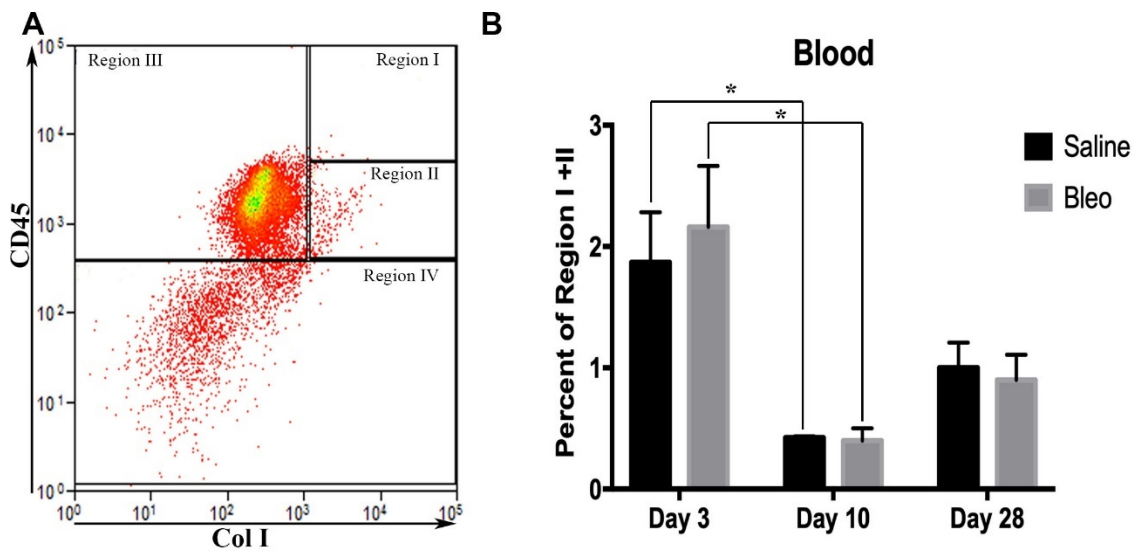 A
Region III
Region I
Region II
Region IV
CD45
10^5
10^4
10^3
10^2
10^1
10^0
10^0 10^1 10^2 10^3 10^4 10^5
Col I
B
Blood
*
*
Percent of Region I +II
3
2
1
0
Saline
Bleo
Day 3 Day 10 Day 28